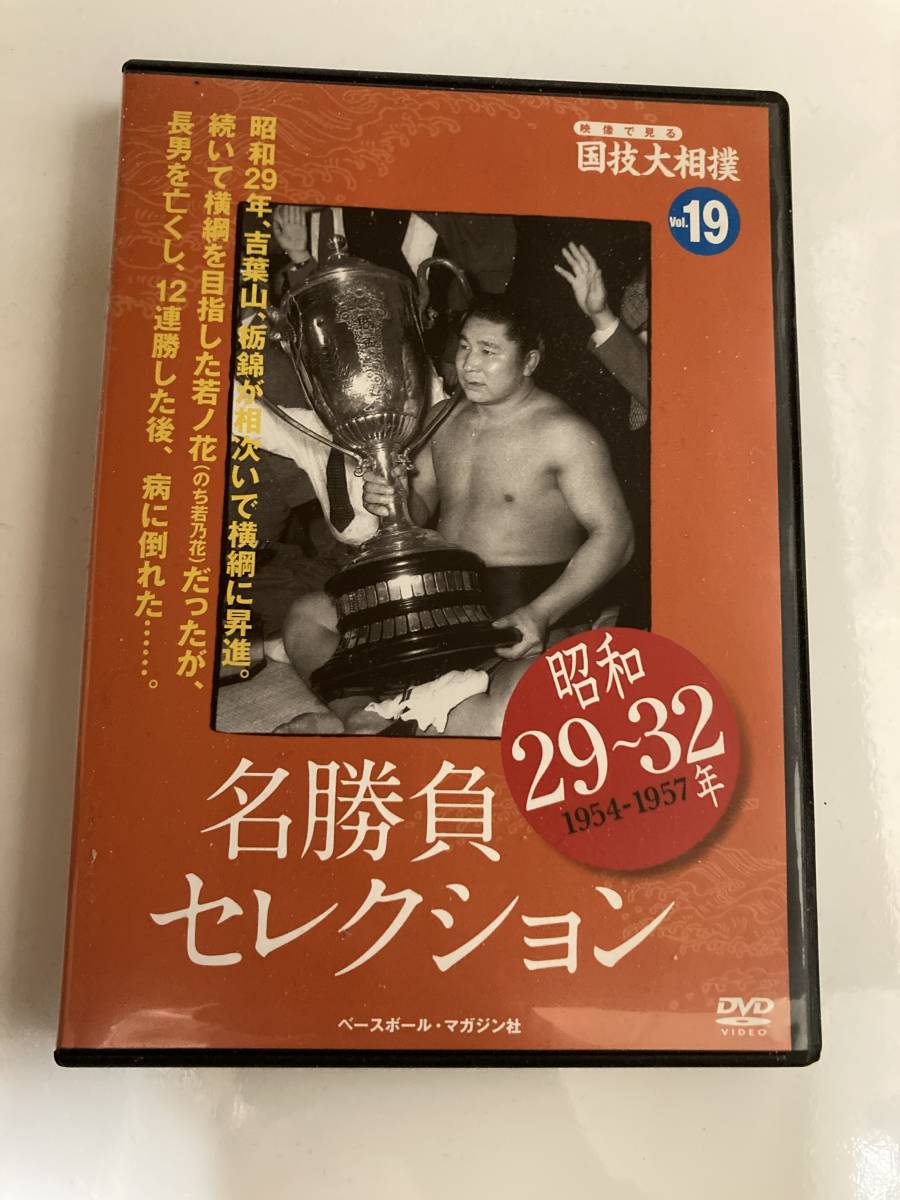 映像で見る
国技大相撲
Vol.19
昭和29年、吉葉山、栃錦が相次いで横綱に昇進。
続いて横綱を目指した若ノ花(のち若乃花)だったが、
長男を亡くし、12連勝した後、病に倒れた……。
昭和
29~32年
1954-1957
名勝負
セレクション
ベースボール・マガジン社
DVD
VIDEO